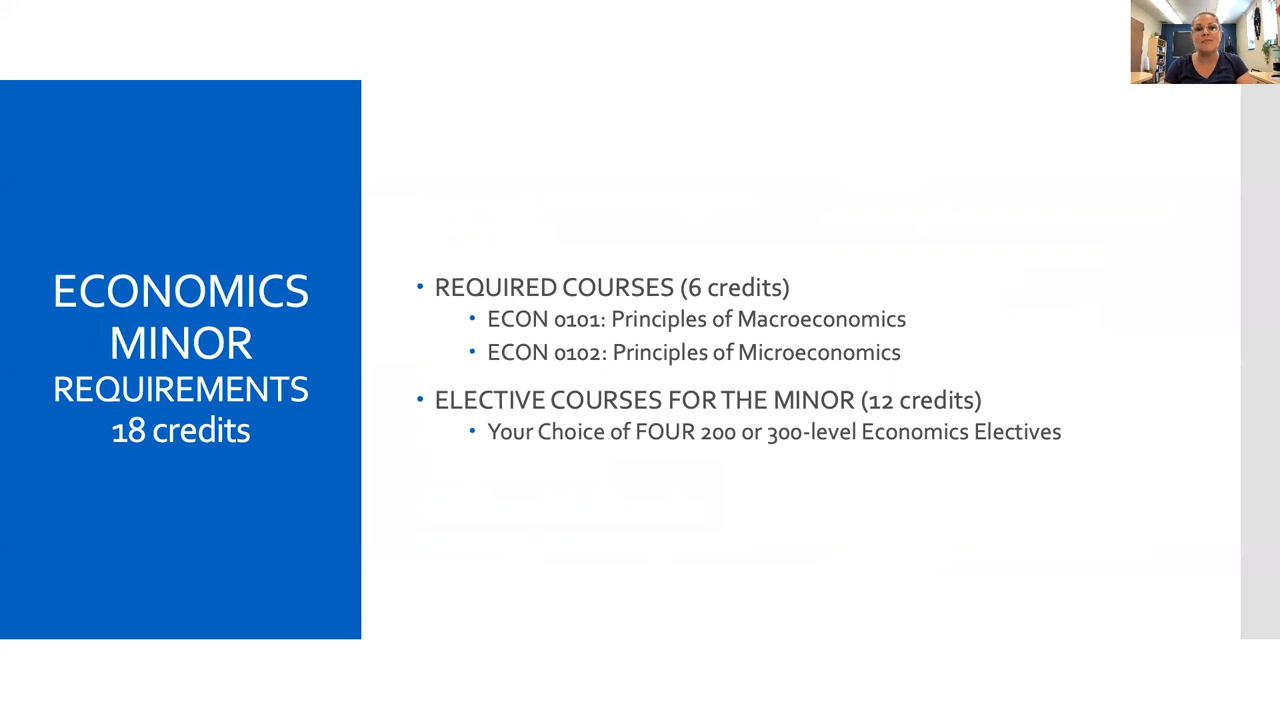 ECONOMICS
MINOR
REQUIREMENTS
18 credits
• REQUIRED COURSES (6 credits)
• ECON 0101: Principles of Macroeconomics
• ECON 0102: Principles of Microeconomics
• ELECTIVE COURSES FOR THE MINOR (12 credits)
• Your Choice of FOUR 200 or 300-level Economics Electives